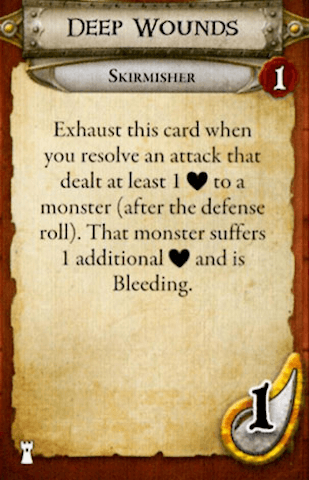 DEEP WOUNDS
SKIRMISHER
1
Exhaust this card when
you resolve an attack that
dealt at least 1 ♥ to a
monster (after the defense
roll). That monster suffers
1 additional ♥ and is
Bleeding.
1